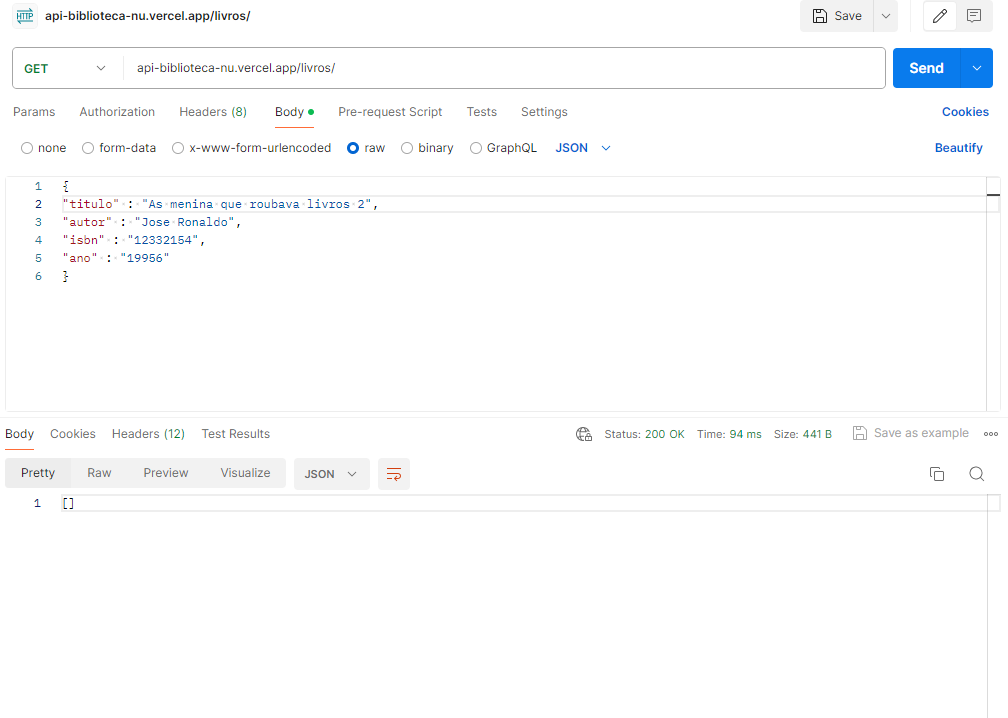 HTTP api-biblioteca-nu.vercel.app/livros/ Save
GET api-biblioteca-nu.vercel.app/livros/ Send
Params Authorization Headers (8) Body Pre-request Script Tests Settings Cookies
none form-data x-www-form-urlencoded raw binary GraphQL JSON Beautify
1 {
2 "titulo" : "As menina que roubava livros 2",
3 "autor" : "Jose Ronaldo",
4 "isbn" : "12332154",
5 "ano" : "19956"
6 }
Body Cookies Headers (12) Test Results Status: 200 OK Time: 94 ms Size: 441 B Save as example
Pretty Raw Preview Visualize JSON
1 []